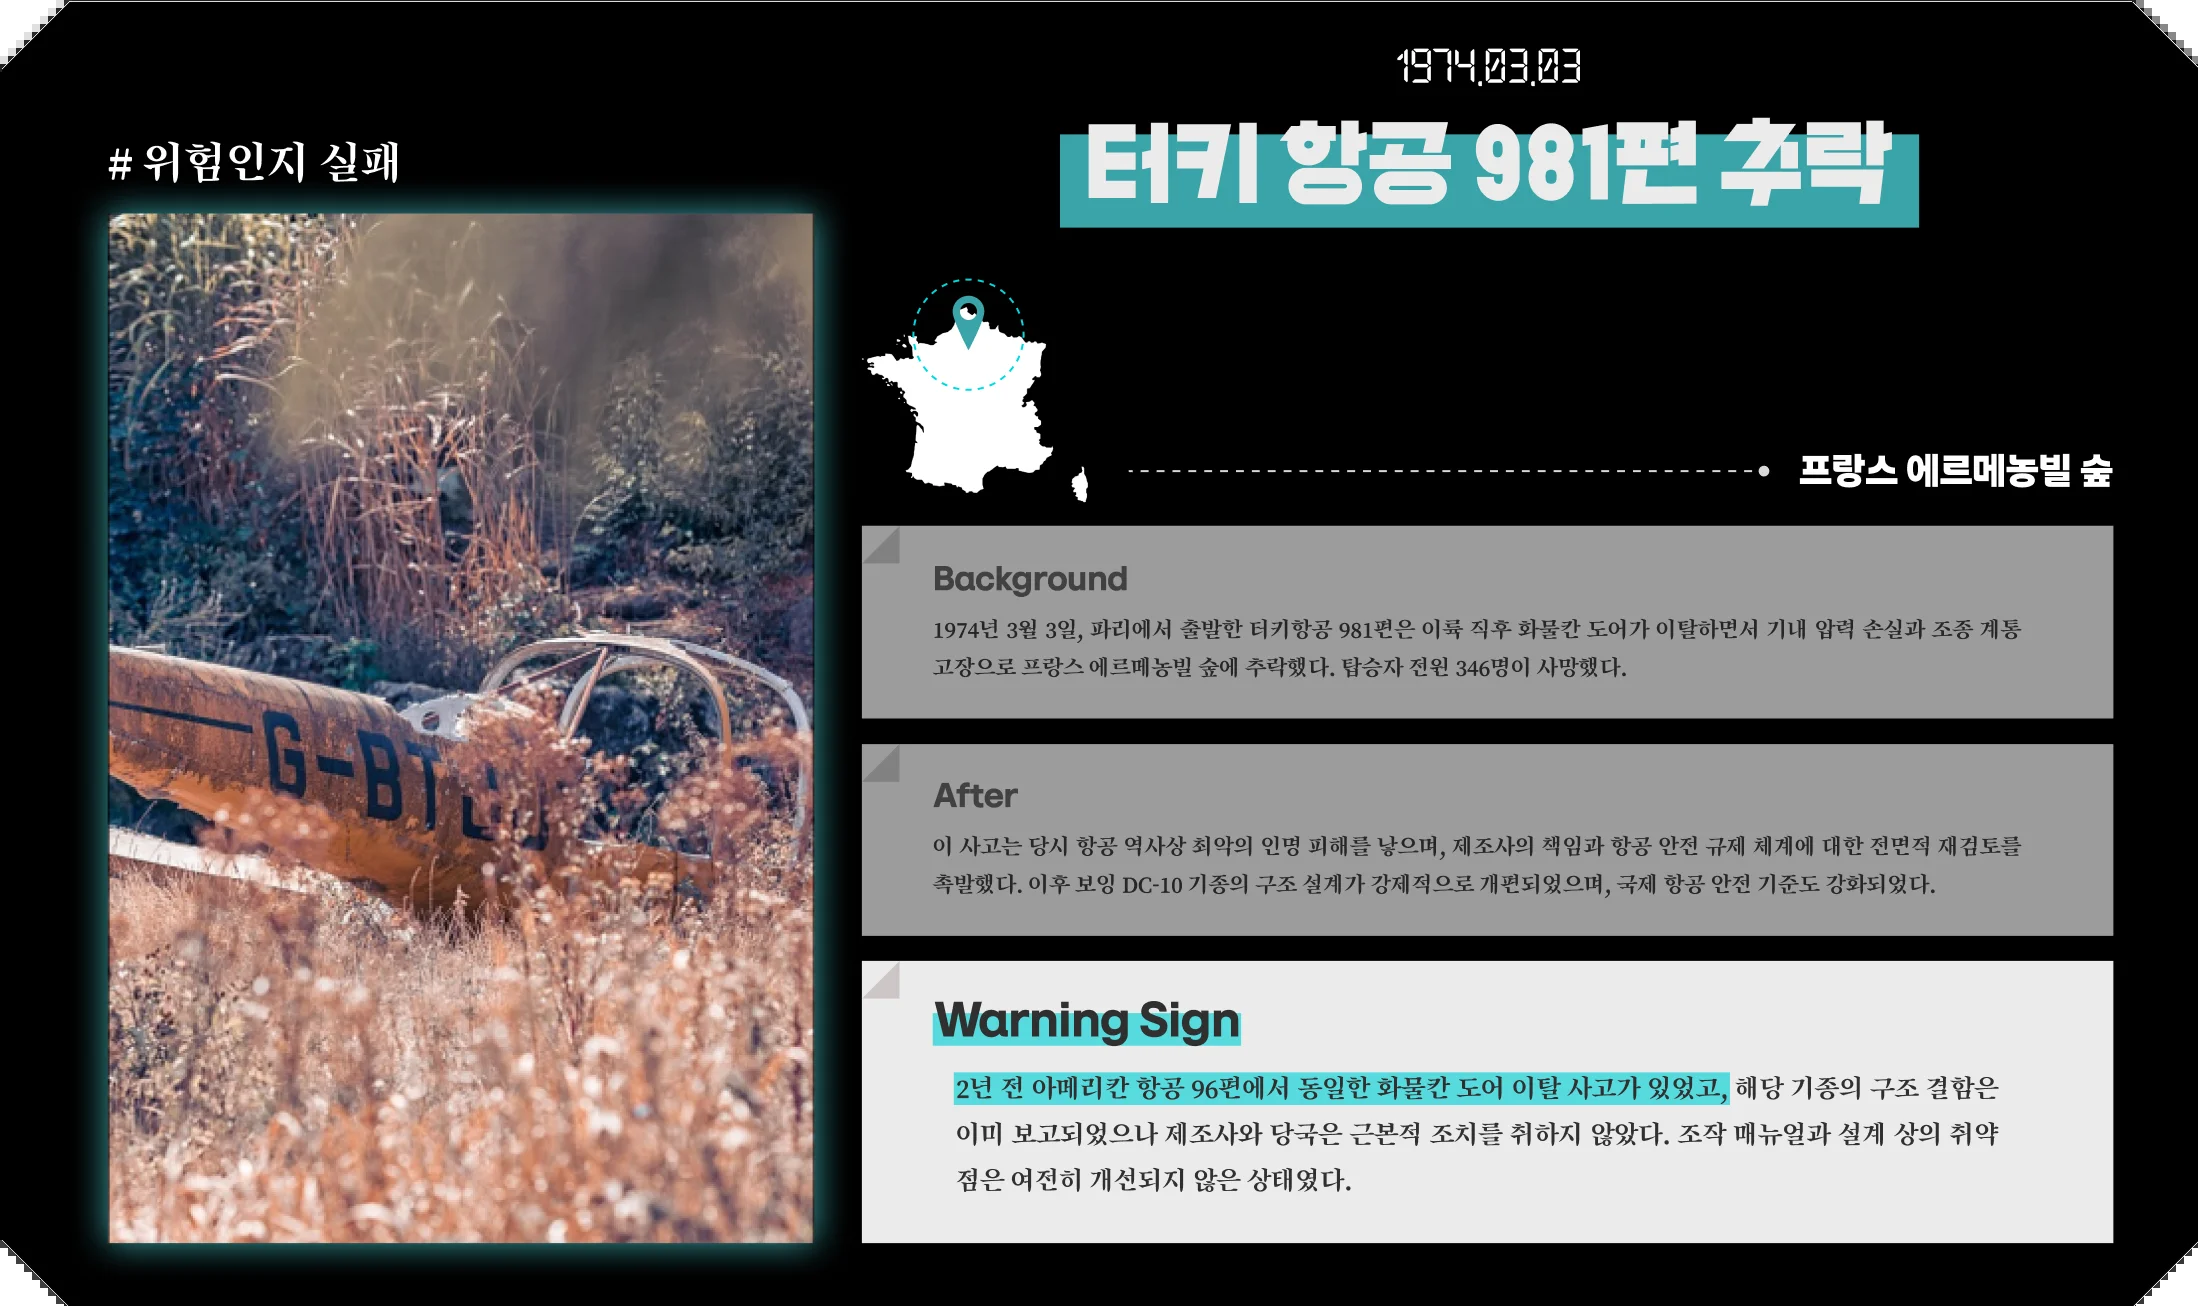 1974.03.03
터키 항공 981편 추락
# 위험인지 실패
G-BT
프랑스 에르메농빌 숲
Background
1974년 3월 3일, 파리에서 출발한 터키항공 981편은 이륙 직후 화물칸 도어가 이탈하면서 기내 압력 손실과 조종 계통
고장으로 프랑스 에르메농빌 숲에 추락했다. 탑승자 전원 346명이 사망했다.
After
이 사고는 당시 항공 역사상 최악의 인명 피해를 낳으며, 제조사의 책임과 항공 안전 규제 체계에 대한 전면적 재검토를
촉발했다. 이후 보잉 DC-10 기종의 구조 설계가 강제적으로 개편되었으며, 국제 항공 안전 기준도 강화되었다.
Warning Sign
2년 전 아메리칸 항공 96편에서 동일한 화물칸 도어 이탈 사고가 있었고, 해당 기종의 구조 결함은
이미 보고되었으나 제조사와 당국은 근본적 조치를 취하지 않았다. 조작 매뉴얼과 설계 상의 취약
점은 여전히 개선되지 않은 상태였다.